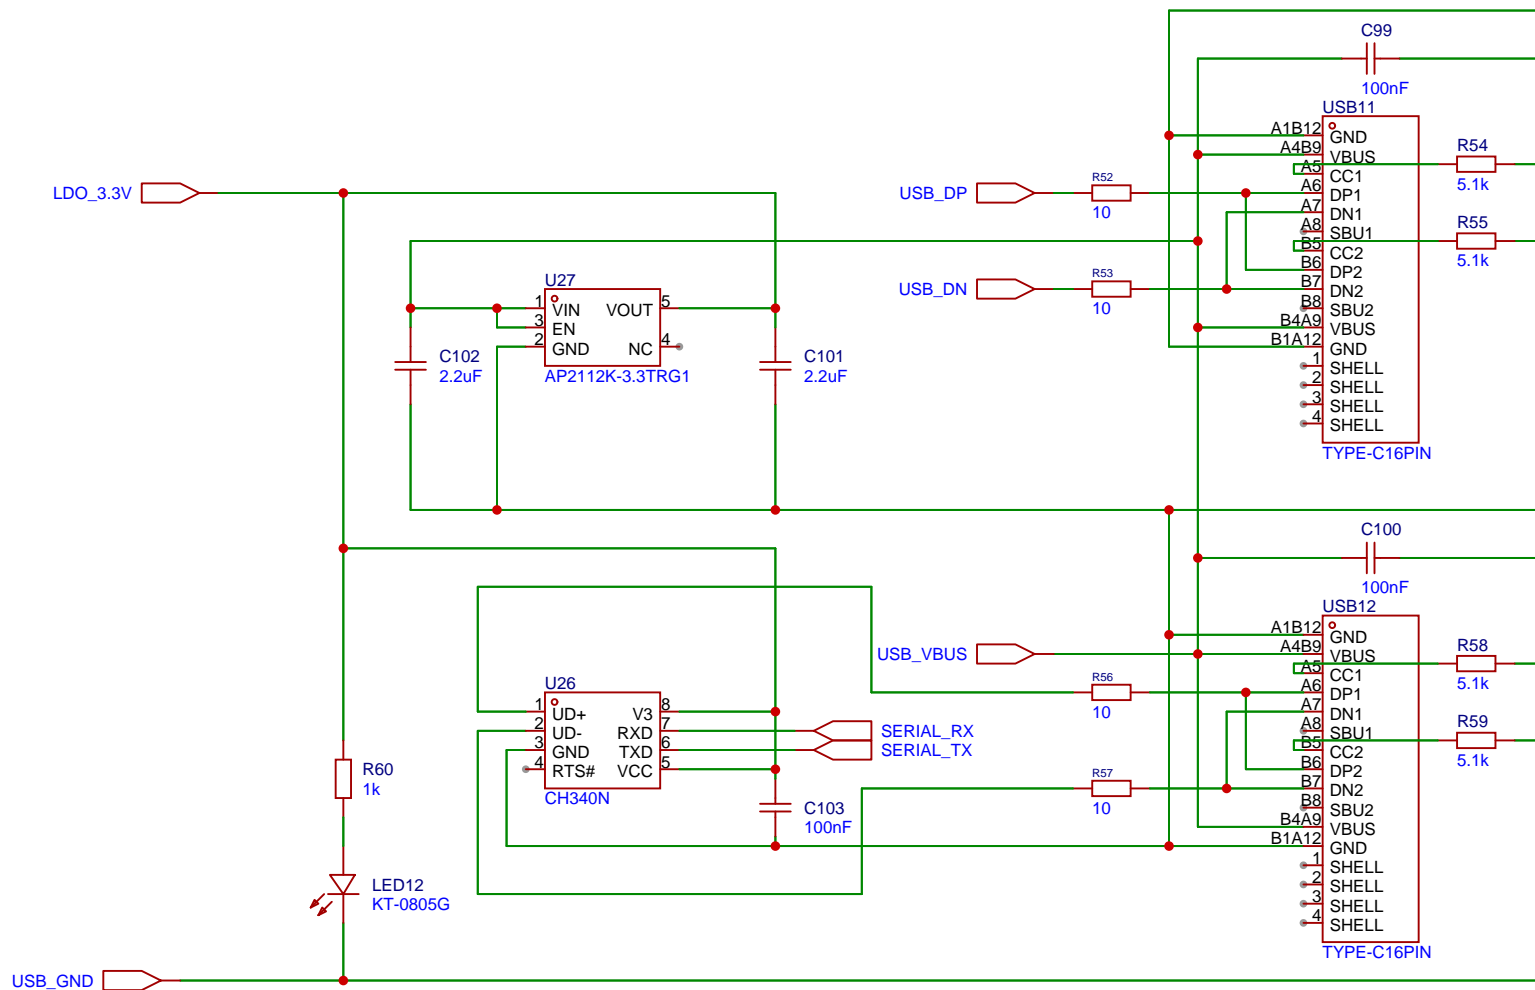 C99
100nF
USB11
A1B12
GND
A4B9
VBUS
A5
CC1
A6
DP1
A7
DN1
A8
SBU1
B5
CC2
B6
DP2
B7
DN2
B8
SBU2
B4A9
VBUS
B1A12
GND
1
SHELL
2
SHELL
3
SHELL
4
SHELL
TYPE-C16PIN
R54
5.1k
R55
5.1k
LDO_3.3V
USB_DP
R52
10
USB_DN
R53
10
U27
1
VIN
3
EN
2
GND
VOUT
5
NC
4
AP2112K-3.3TRG1
C102
2.2uF
C101
2.2uF
C100
100nF
USB12
A1B12
GND
A4B9
VBUS
A5
CC1
A6
DP1
A7
DN1
A8
SBU1
B5
CC2
B6
DP2
B7
DN2
B8
SBU2
B4A9
VBUS
B1A12
GND
1
SHELL
2
SHELL
3
SHELL
4
SHELL
TYPE-C16PIN
R58
5.1k
R59
5.1k
USB_VBUS
R56
10
R57
10
U26
1
UD+
2
UD-
3
GND
4
RTS#
V3
8
RXD
7
TXD
6
VCC
5
CH340N
SERIAL_RX
SERIAL_TX
C103
100nF
R60
1k
LED12
KT-0805G
USB_GND